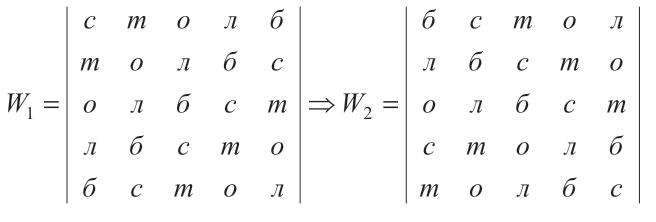 с т о л б б с т о л
т о л б с л б с т о
W₁ = о л б с т ⇒ W₂ = о л б с т
л б с т о с т о л б
б с т о л т о л б с